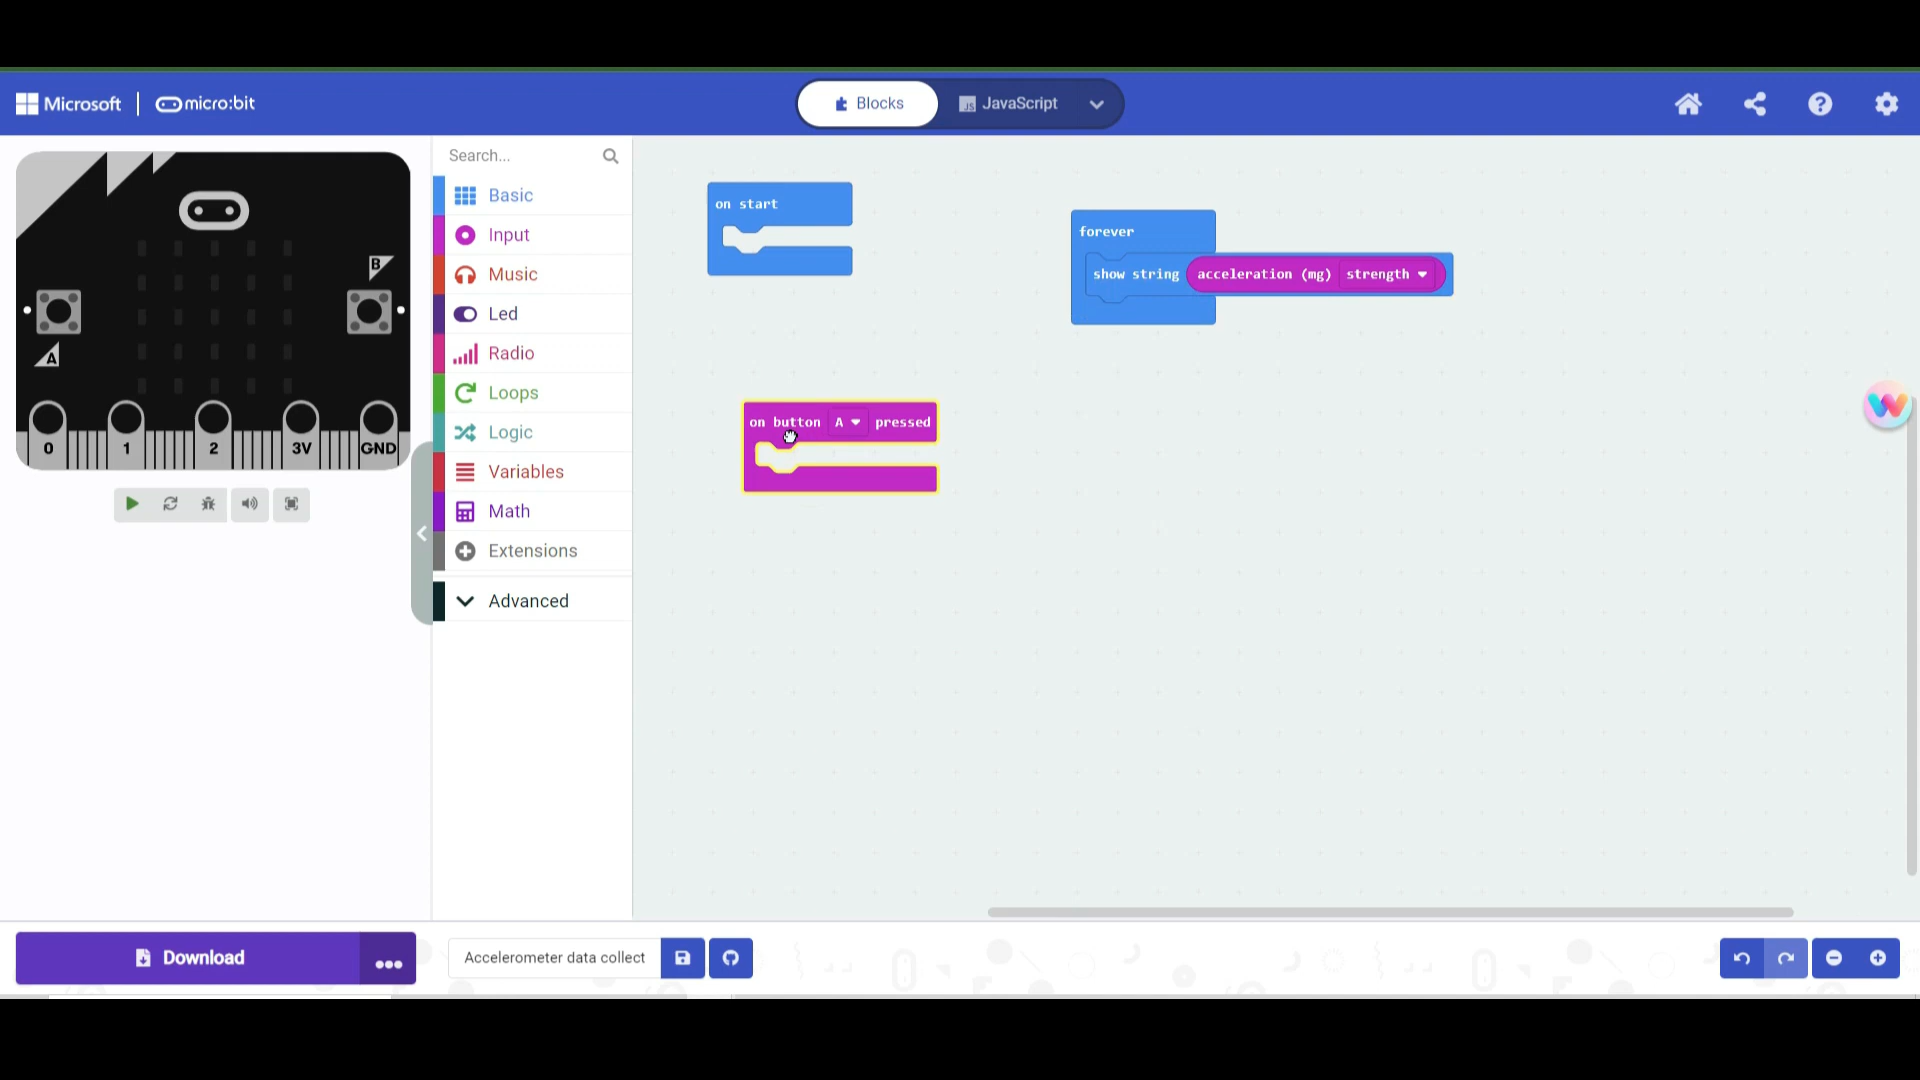 Microsoft | micro:bit
Blocks
JS JavaScript
Search...
Basic
Input
Music
Led
Radio
Loops
Logic
Variables
Math
Extensions
Advanced
B
A
0 1 2 3V GND
on start
forever
show string acceleration (mg) strength
on button A pressed
Download
Accelerometer data collect